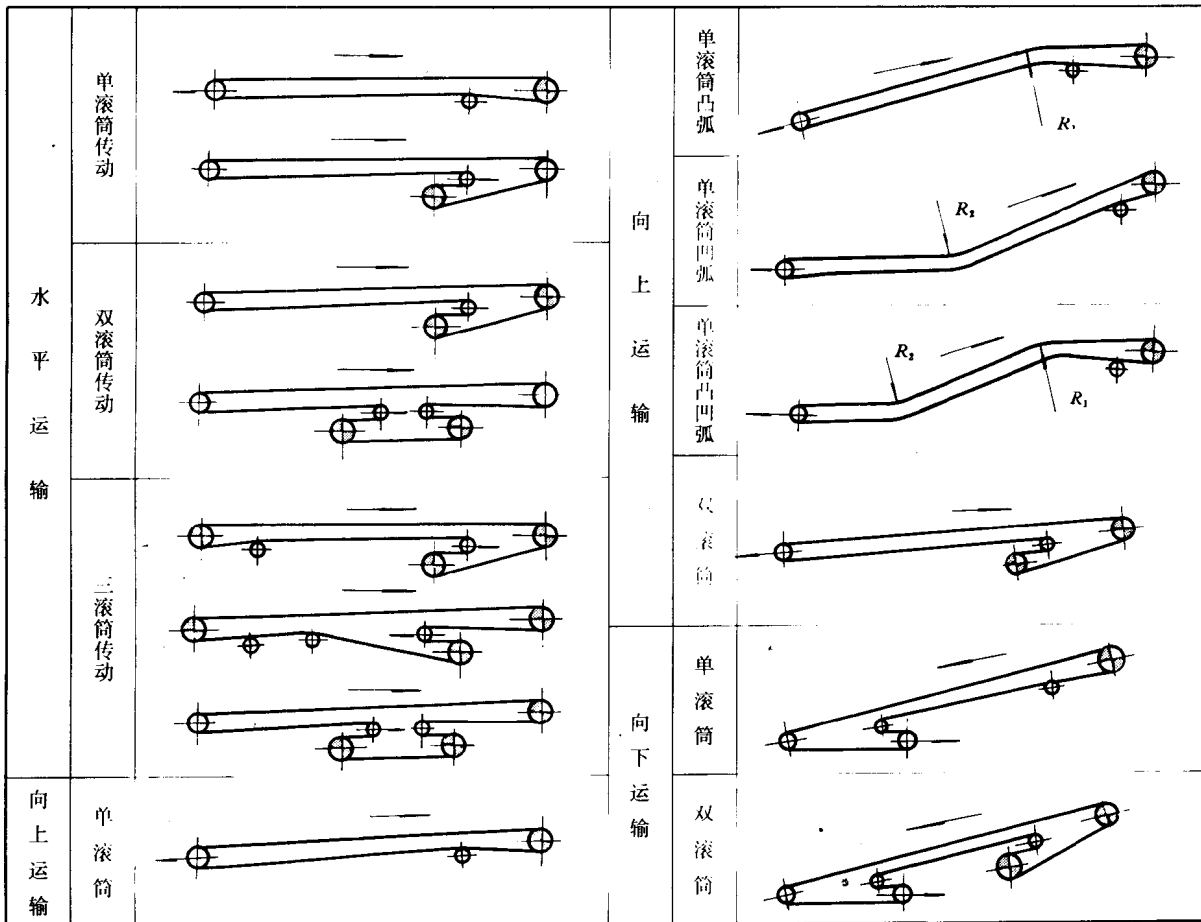 水平运输
单滚筒传动
双滚筒传动
三滚筒传动
向上运输
单滚筒
向上运输
单滚筒凸弧
R₁
单滚筒凹弧
R₂
单滚筒凸凹弧
R₂
R₁
滚筒
向下运输
单滚筒
双滚筒